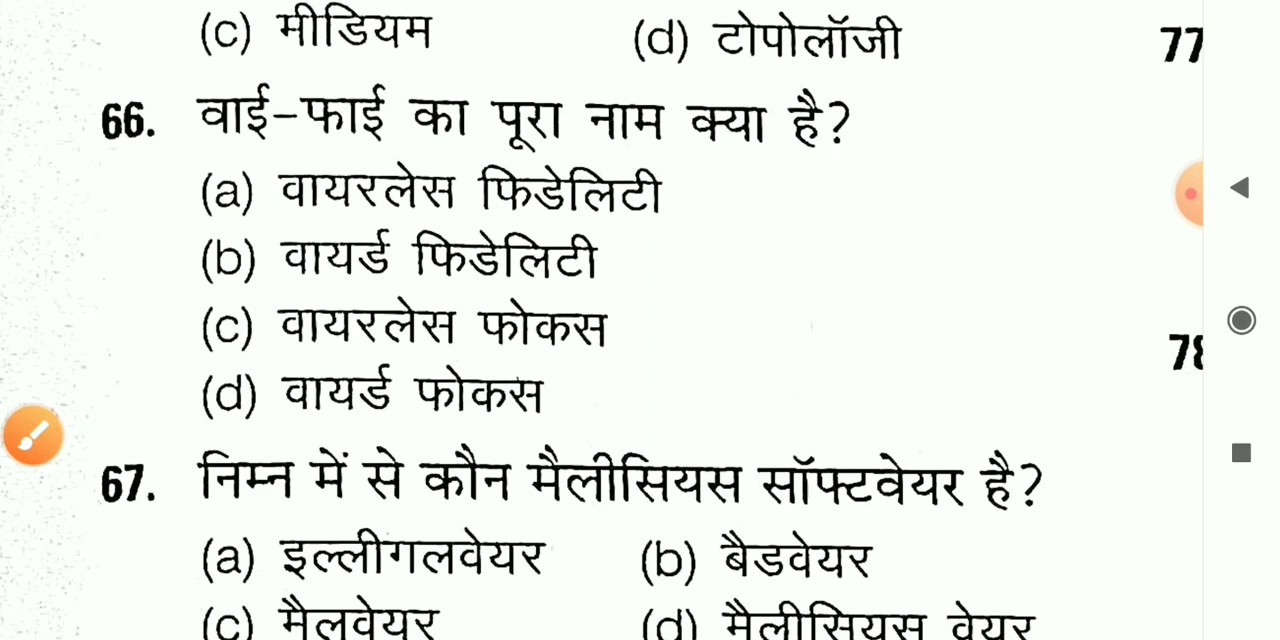 (c) मीडियम (d) टोपोलॉजी
77
66. वाई-फाई का पूरा नाम क्या है?
(a) वायरलेस फिडेलिटी
(b) वायर्ड फिडेलिटी
(c) वायरलेस फोकस
78
(d) वायर्ड फोकस
67. निम्न में से कौन मैलीसियस सॉफ्टवेयर है?
(a) इल्लीगलवेयर (b) बैडवेयर
(c) मैलवेयर (d) मैलीसियस वेयर